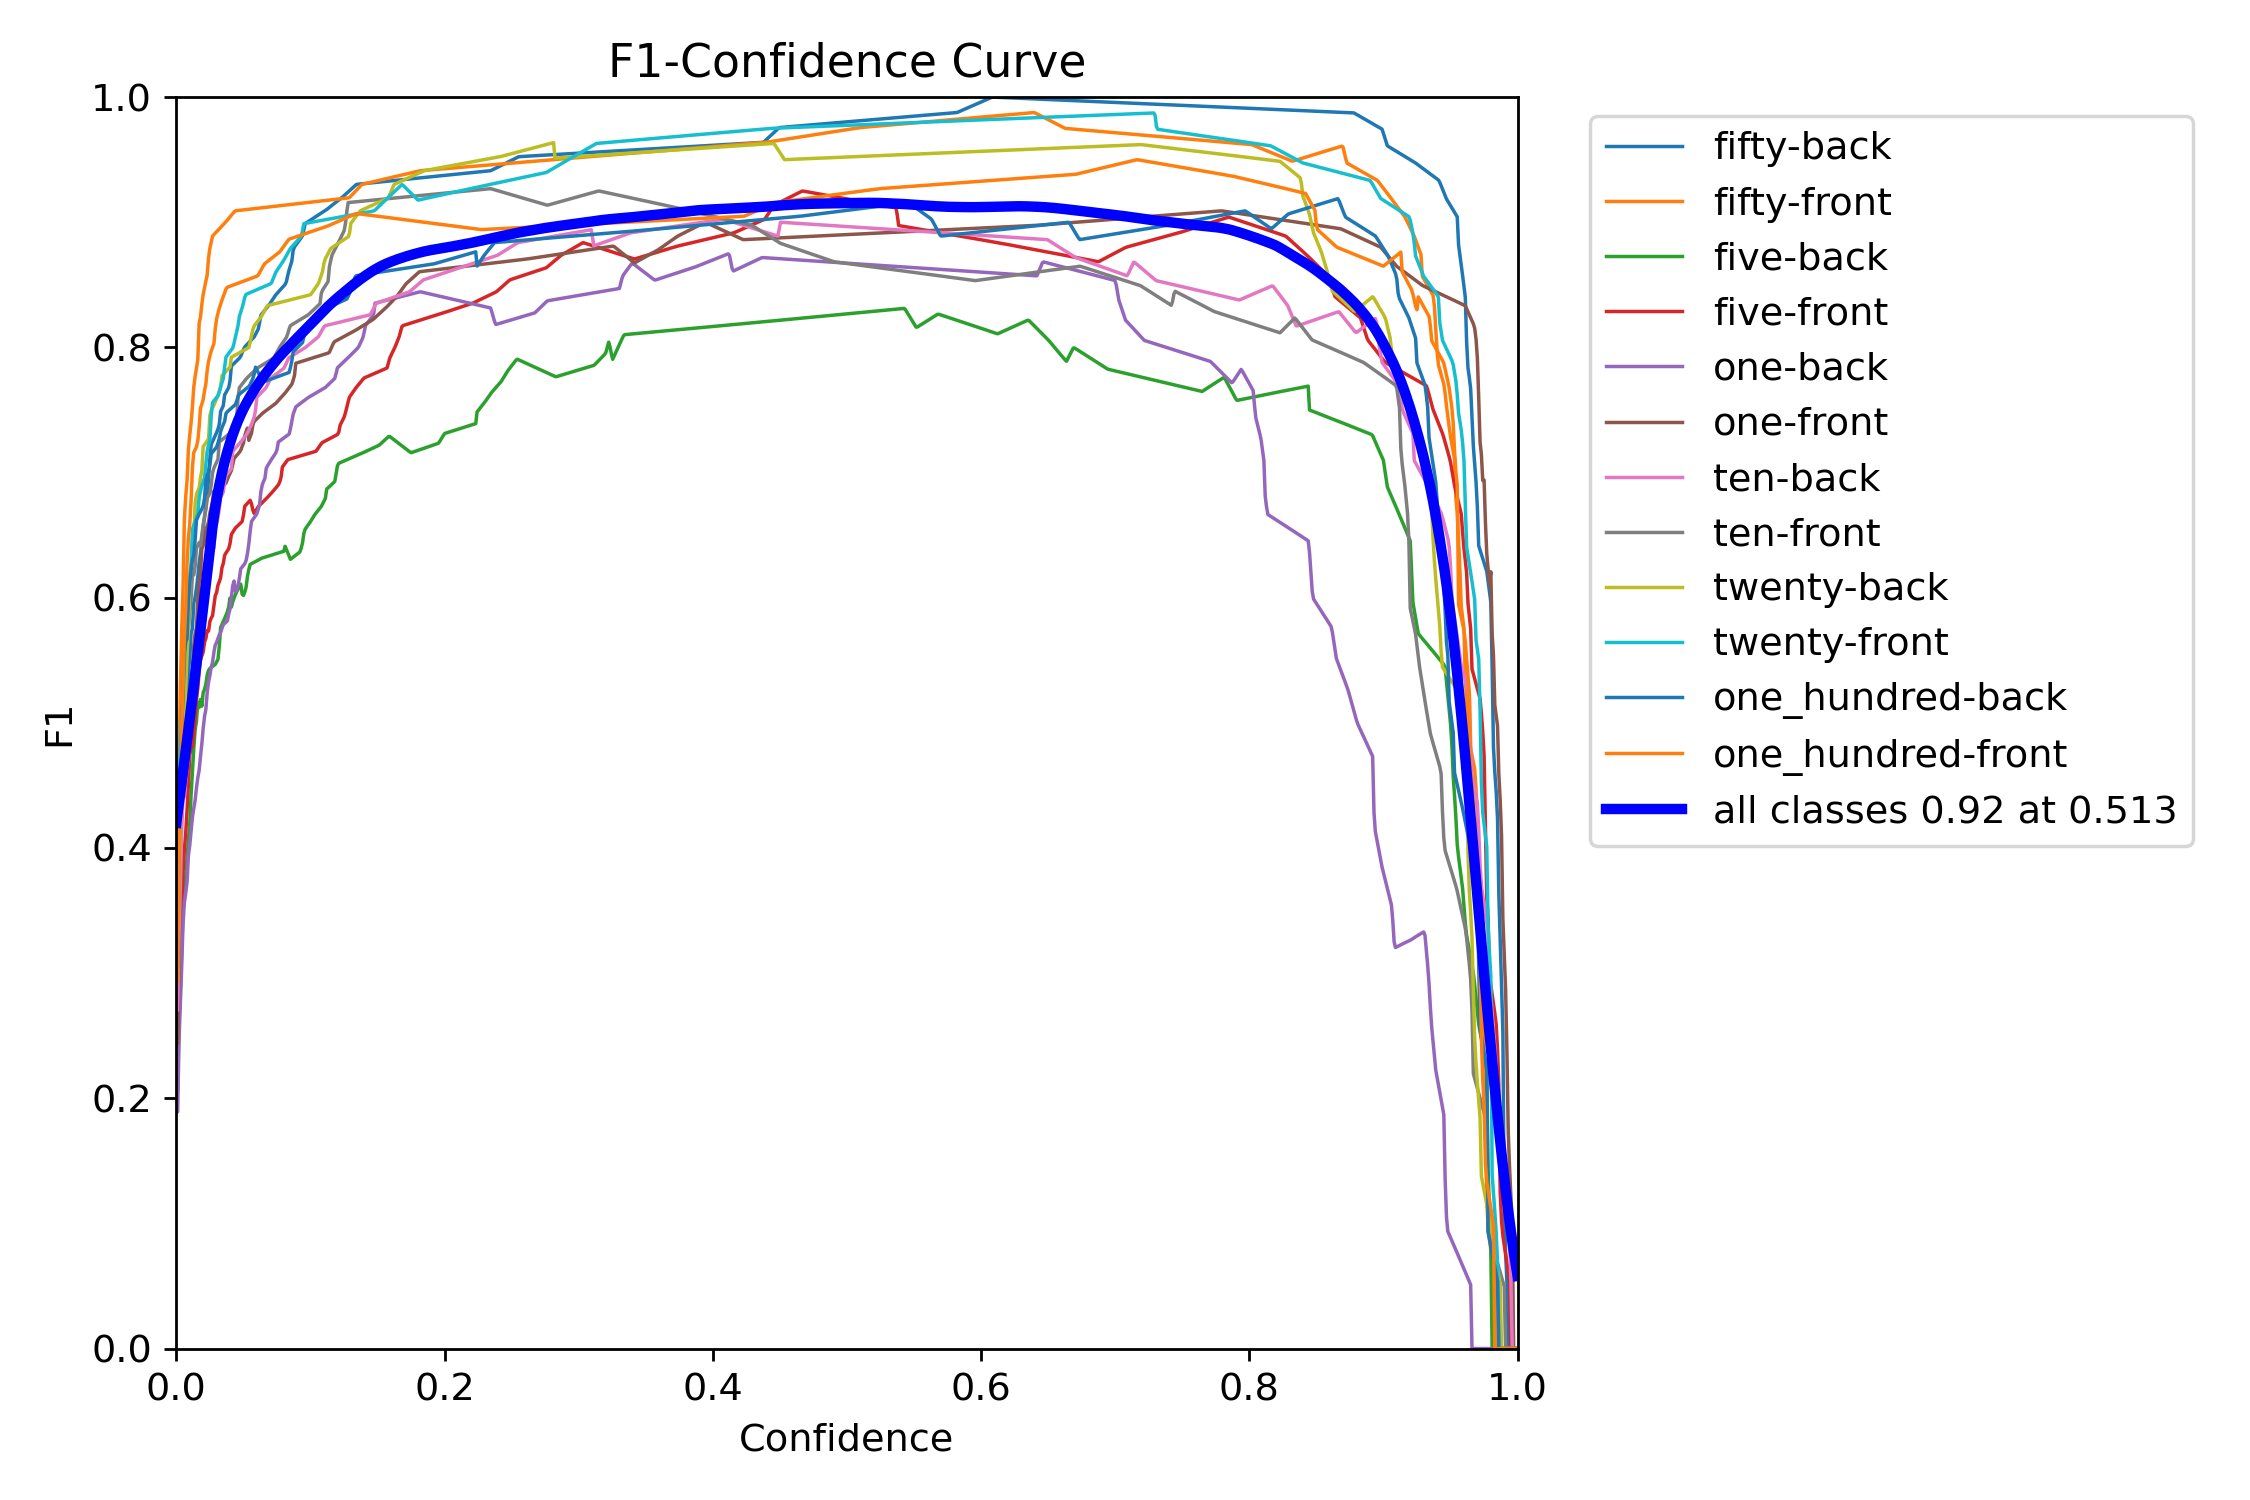 F1-Confidence Curve
1.0
0.8
0.6
0.4
0.2
0.0
F1
0.0 0.2 0.4 0.6 0.8 1.0
Confidence
fifty-back
fifty-front
five-back
five-front
one-back
one-front
ten-back
ten-front
twenty-back
twenty-front
one_hundred-back
one_hundred-front
all classes 0.92 at 0.513